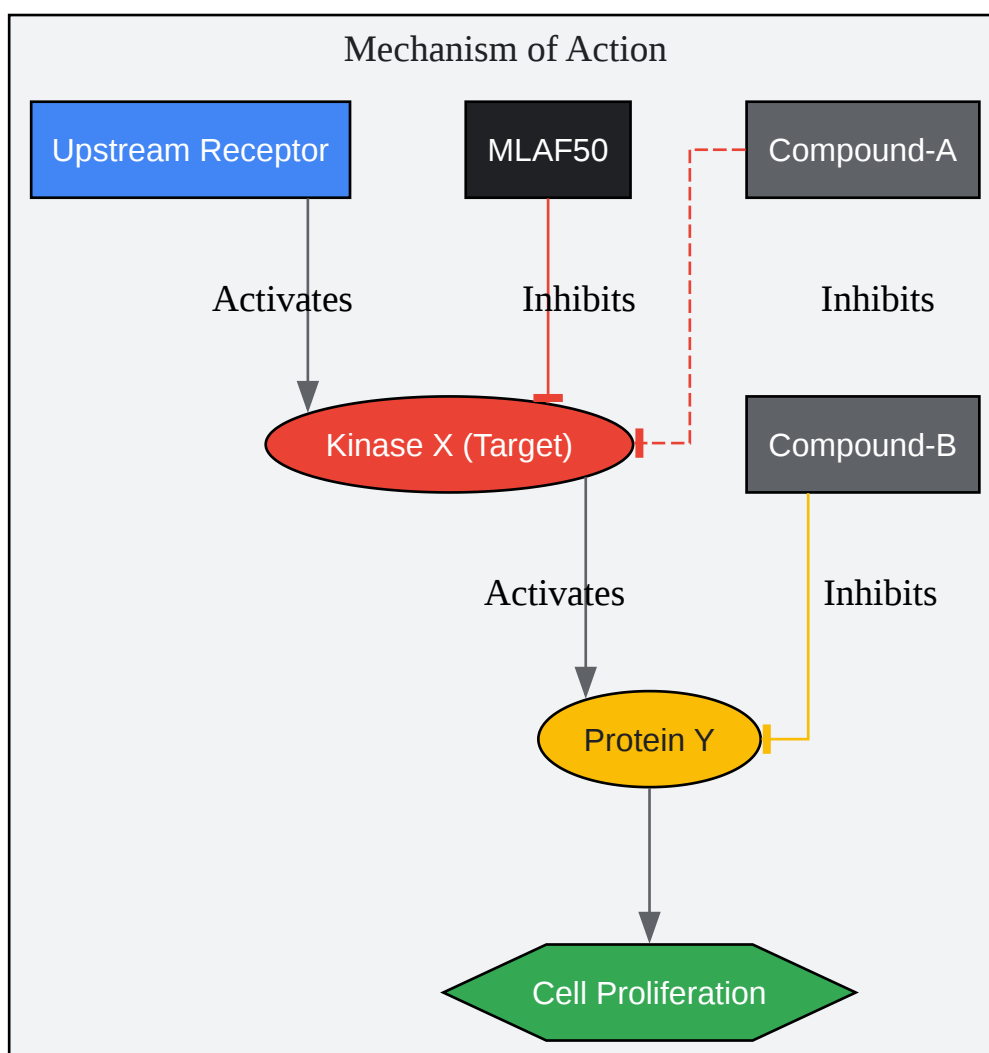 Mechanism of Action
Upstream Receptor
MLAF50
Compound-A
Activates
Inhibits
Inhibits
Kinase X (Target)
Compound-B
Activates
Inhibits
Protein Y
Cell Proliferation